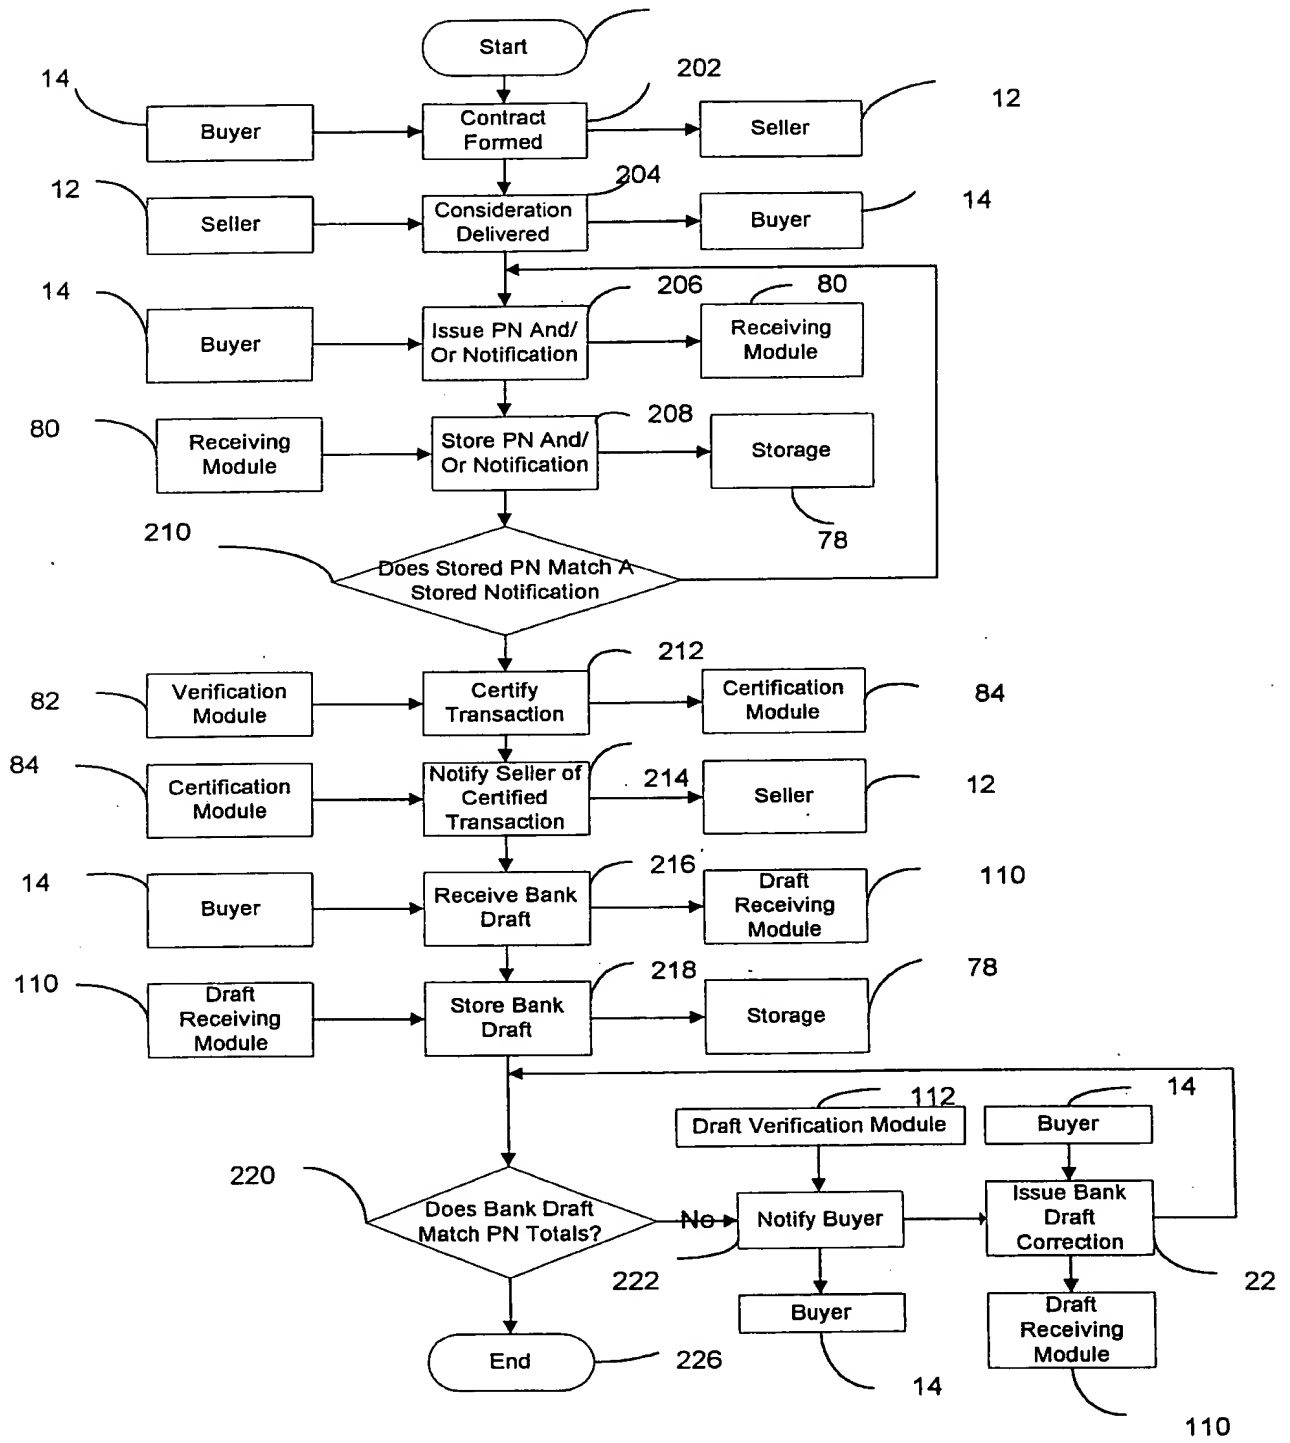 Start
202
14
12
Buyer
Contract
Formed
Seller
204
12
14
Seller
Consideration
Delivered
Buyer
206
80
14
Buyer
Issue PN And/
Or Notification
Receiving
Module
208
80
Receiving
Module
Store PN And/
Or Notification
Storage
78
210
Does Stored PN Match A
Stored Notification
212
82
Verification
Module
Certify
Transaction
Certification
Module
84
84
Certification
Module
Notify Seller of
Certified
Transaction
214
Seller
12
216
14
Buyer
Receive Bank
Draft
Draft
Receiving
Module
110
218
78
110
Draft
Receiving
Module
Store Bank
Draft
Storage
112
14
Draft Verification Module
Buyer
220
Does Bank Draft
Match PN Totals?
No
Notify Buyer
Issue Bank
Draft
Correction
222
22
Buyer
Draft
Receiving
Module
End
226
14
110